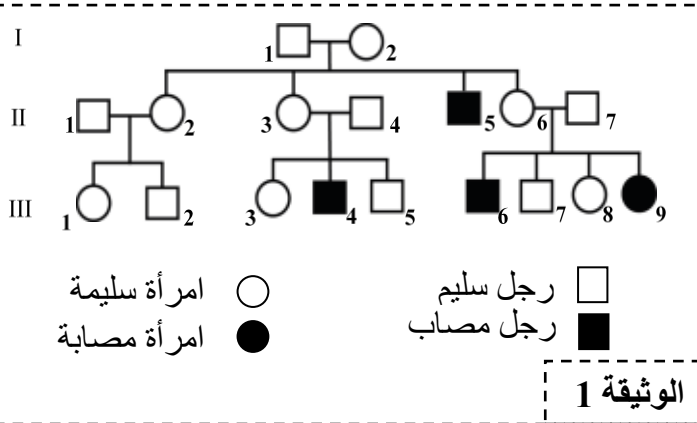 I
1 2
II
1 2 3 4 5 6 7
III
1 2 3 4 5 6 7 8 9
رجل سليم امرأة سليمة
رجل مصاب امرأة مصابة
الوثيقة 1